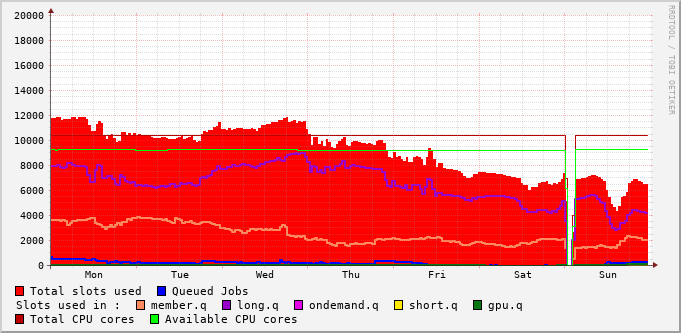 RRDTOOL / TOBI OETIKER
20000
18000
16000
14000
12000
10000
8000
6000
4000
2000
0
Mon Tue Wed Thu Fri Sat Sun
Total slots used Queued Jobs
Slots used in : member.q long.q ondemand.q short.q gpu.q
Total CPU cores Available CPU cores